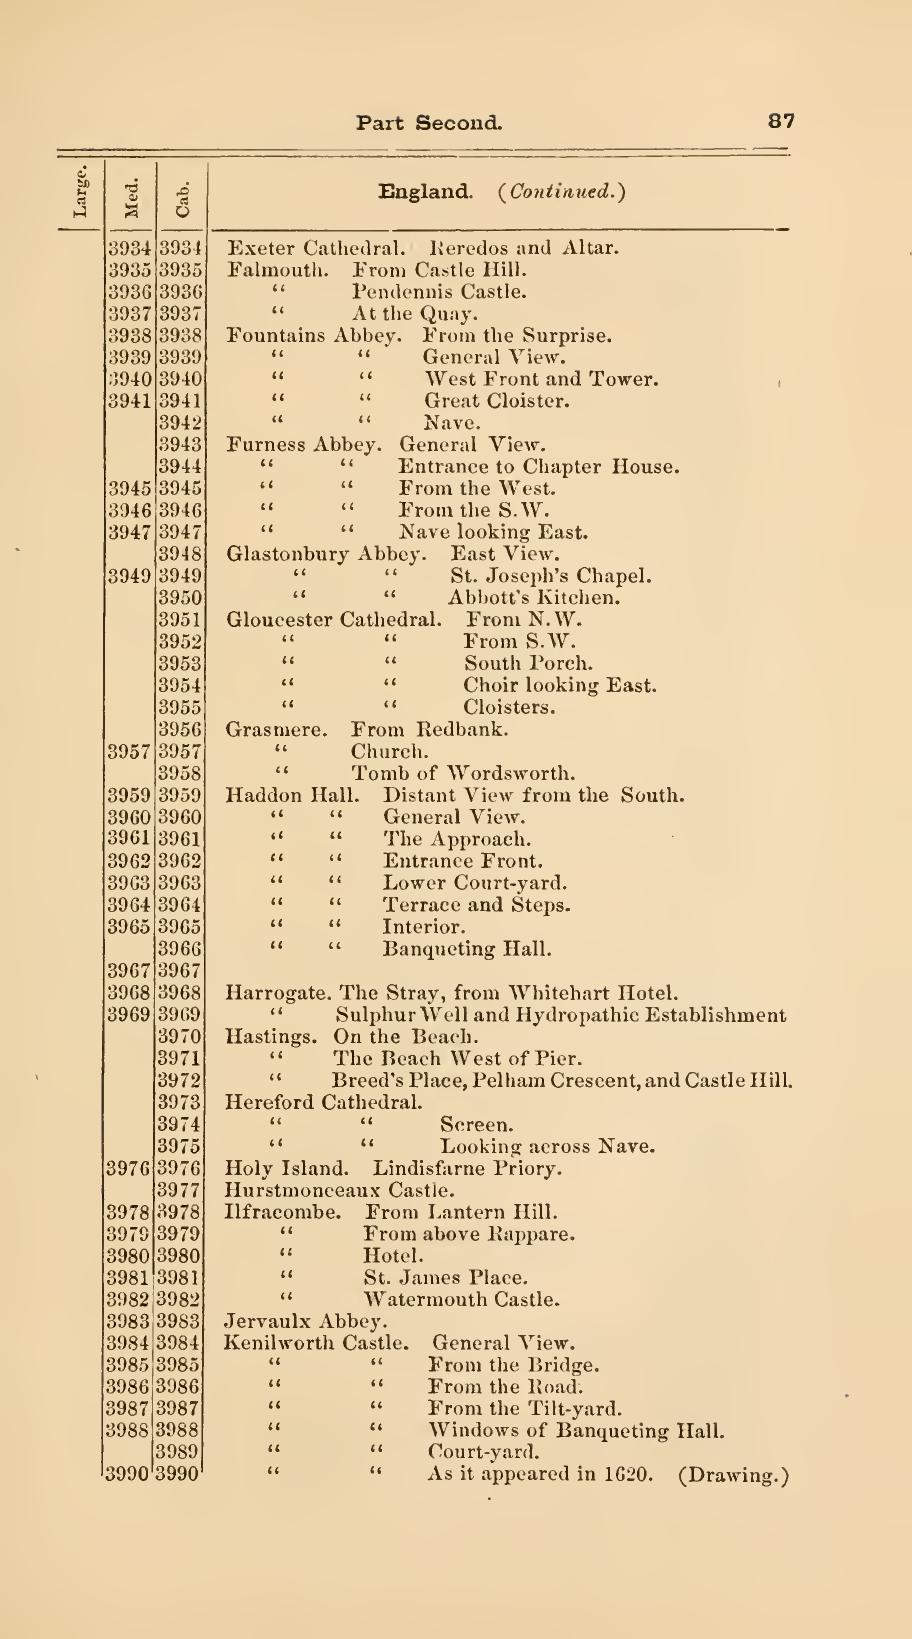 Part Second. 87
Large. Med. Cab. England. (Continued.)
3934 3934 Exeter Cathedral. Reredos and Altar.
3935 3935 Falmouth. From Castle Hill.
3936 3936 “ Pendennis Castle.
3937 3937 “ At the Quay.
3938 3938 Fountains Abbey. From the Surprise.
3939 3939 “ “ General View.
3940 3940 “ “ West Front and Tower.
3941 3941 “ “ Great Cloister.
3942 “ “ Nave.
3943 Furness Abbey. General View.
3944 “ “ Entrance to Chapter House.
3945 3945 “ “ From the West.
3946 3946 “ “ From the S.W.
3947 3947 “ “ Nave looking East.
3948 Glastonbury Abbey. East View.
3949 3949 “ “ St. Joseph's Chapel.
3950 “ “ Abbott's Kitchen.
3951 Gloucester Cathedral. From N.W.
3952 “ “ From S.W.
3953 “ “ South Porch.
3954 “ “ Choir looking East.
3955 “ “ Cloisters.
3956 Grasmere. From Redbank.
3957 3957 “ Church.
3958 “ Tomb of Wordsworth.
3959 3959 Haddon Hall. Distant View from the South.
3960 3960 “ “ General View.
3961 3961 “ “ The Approach.
3962 3962 “ “ Entrance Front.
3963 3963 “ “ Lower Court-yard.
3964 3964 “ “ Terrace and Steps.
3965 3965 “ “ Interior.
3966 “ “ Banqueting Hall.
3967 3967
3968 3968 Harrogate. The Stray, from Whitehart Hotel.
3969 3969 “ Sulphur Well and Hydropathic Establishment
3970 Hastings. On the Beach.
3971 “ The Beach West of Pier.
3972 “ Breed's Place, Pelham Crescent, and Castle Hill.
3973 Hereford Cathedral.
3974 “ “ Screen.
3975 “ “ Looking across Nave.
3976 3976 Holy Island. Lindisfarne Priory.
3977 Hurstmonceaux Castle.
3978 3978 Ilfracombe. From Lantern Hill.
3979 3979 “ From above Rappare.
3980 3980 “ Hotel.
3981 3981 “ St. James Place.
3982 3982 “ Watermouth Castle.
3983 3983 Jervaulx Abbey.
3984 3984 Kenilworth Castle. General View.
3985 3985 “ “ From the Bridge.
3986 3986 “ “ From the Road.
3987 3987 “ “ From the Tilt-yard.
3988 3988 “ “ Windows of Banqueting Hall.
3989 “ “ Court-yard.
3990 3990 “ “ As it appeared in 1620. (Drawing.)